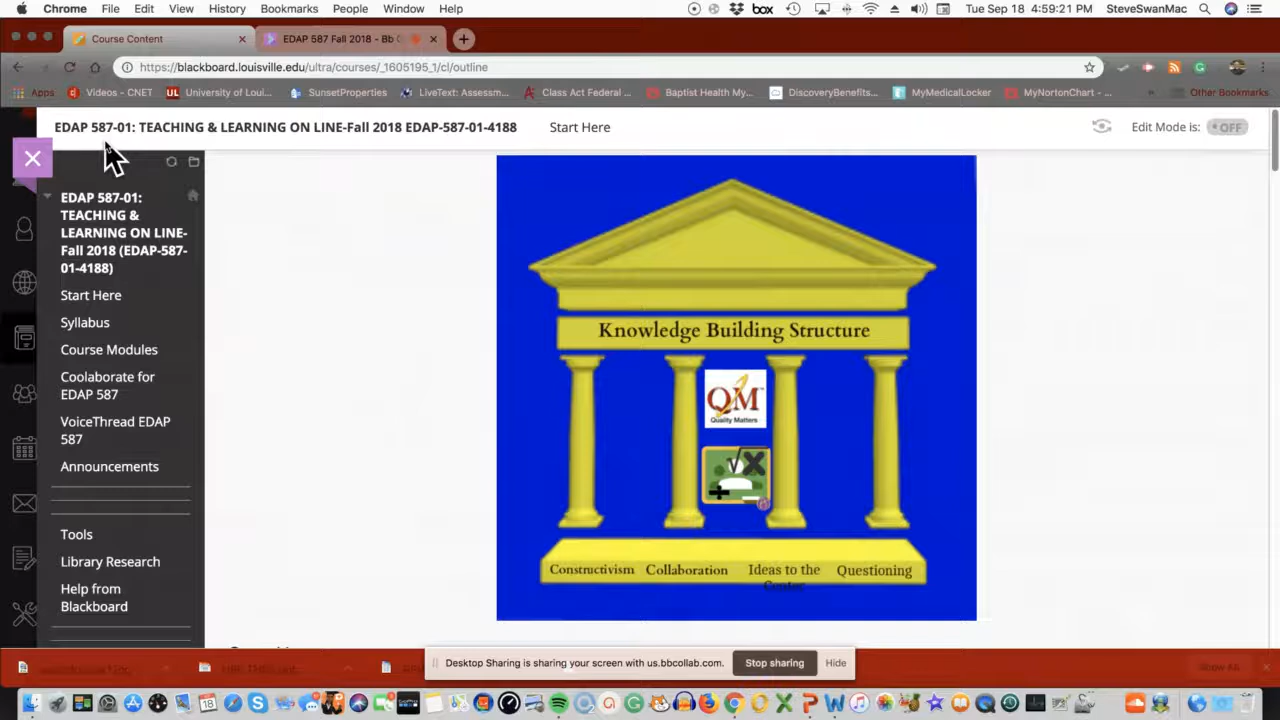 Chrome File Edit View History Bookmarks People Window Help box Tue Sep 18 4:59:21 PM SteveSwanMac
Course Content EDAP 587 Fall 2018 - Bb
https://blackboard.louisville.edu/ultra/courses/_1605195_1/cl/outline
Apps Videos - CNET UL University of Loui... SunsetProperties LiveText: Assessm... Class Act Federal ... Baptist Health My... DiscoveryBenefits... MyMedicalLocker MyNortonChart - ... » Other Bookmarks
EDAP 587-01: TEACHING & LEARNING ON LINE-Fall 2018 EDAP-587-01-4188 Start Here Edit Mode is: OFF
EDAP 587-01:
TEACHING &
LEARNING ON LINE-
Fall 2018 (EDAP-587-
01-4188)
Start Here
Syllabus
Course Modules
Coolaborate for
EDAP 587
VoiceThread EDAP
587
Announcements
Tools
Library Research
Help from
Blackboard
Knowledge Building Structure
QM
Quality Matters
Constructivism Collaboration Ideas to the Questioning
Center
Desktop Sharing is sharing your screen with us.bbcollab.com. Stop sharing Hide
Show All